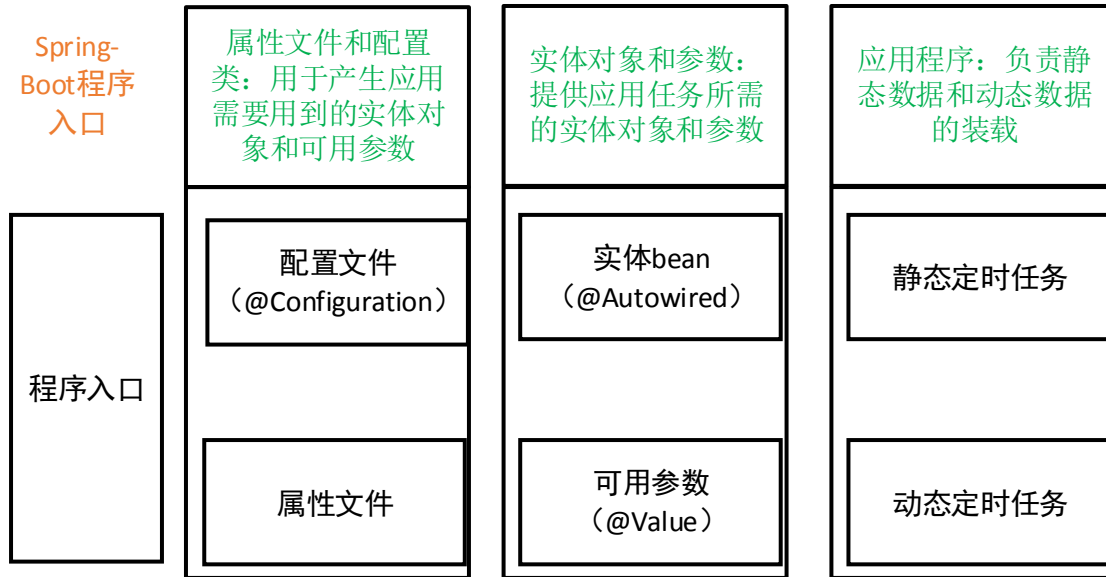 Spring-
Boot程序
入口
属性文件和配置
类：用于产生应用
需要用到的实体对
象和可用参数
实体对象和参数：
提供应用任务所需
的实体对象和参数
应用程序：负责静
态数据和动态数据
的装载
程序入口
配置文件
（@Configuration）
属性文件
实体bean
（@Autowired）
可用参数
（@Value）
静态定时任务
动态定时任务